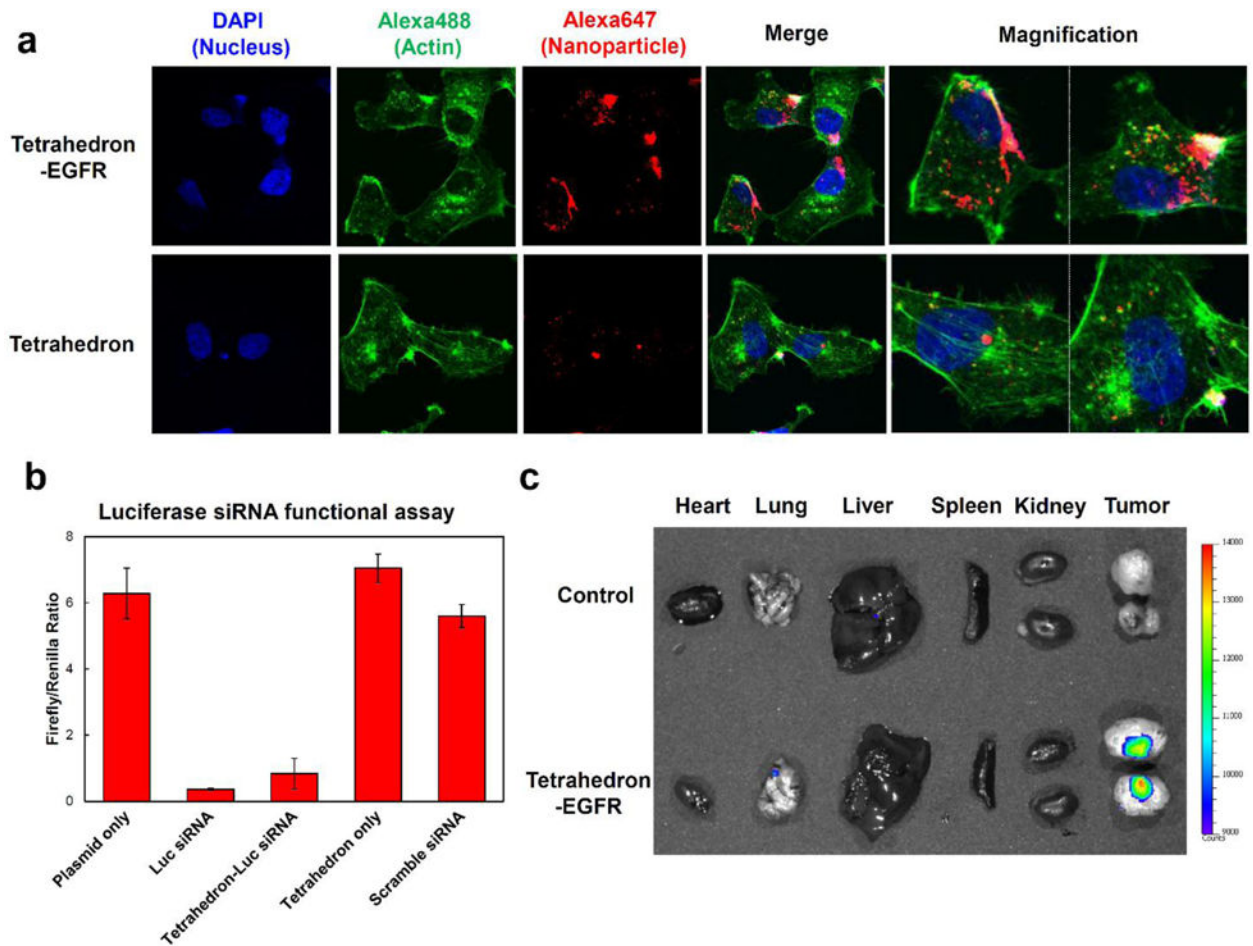 a
DAPI
(Nucleus)
Alexa488
(Actin)
Alexa647
(Nanoparticle)
Merge
Magnification
Tetrahedron
-EGFR
Tetrahedron
b
Luciferase siRNA functional assay
Firefly/Renilla Ratio
8
6
4
2
0
Plasmid only
Luc siRNA
Tetrahedron-Luc siRNA
Tetrahedron only
Scramble siRNA
c
Heart Lung Liver Spleen Kidney Tumor
Control
Tetrahedron
-EGFR
14000
13000
12000
11000
10000
9000
Counts